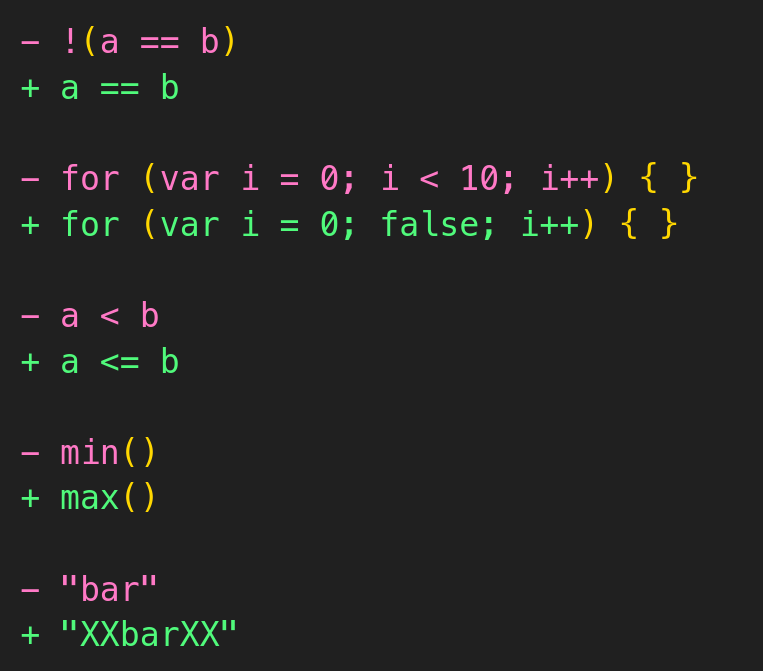 − !(a == b)
+ a == b
− for (var i = 0; i < 10; i++) { }
+ for (var i = 0; false; i++) { }
− a < b
+ a <= b
− min()
+ max()
− "bar"
+ "XXbarXX"